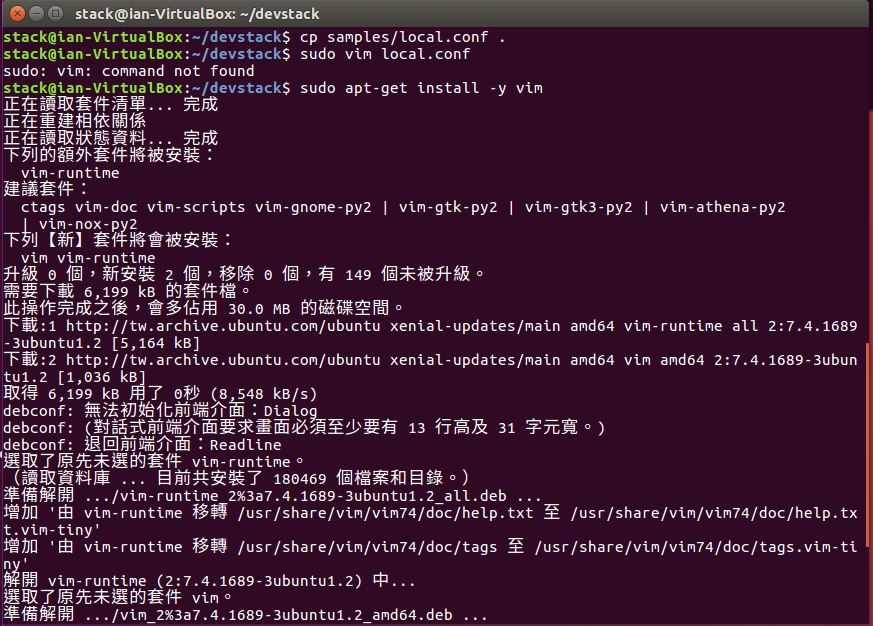 stack@ian-VirtualBox: ~/devstack
stack@ian-VirtualBox:~/devstack$ cp samples/local.conf .
stack@ian-VirtualBox:~/devstack$ sudo vim local.conf
sudo: vim: command not found
stack@ian-VirtualBox:~/devstack$ sudo apt-get install -y vim
正在讀取套件清單... 完成
正在重建相依關係
正在讀取狀態資料... 完成
下列的額外套件將被安裝：
  vim-runtime
建議套件：
  ctags vim-doc vim-scripts vim-gnome-py2 | vim-gtk-py2 | vim-gtk3-py2 | vim-athena-py2
  | vim-nox-py2
下列【新】套件將會被安裝：
  vim vim-runtime
升級 0 個，新安裝 2 個，移除 0 個，有 149 個未被升級。
需要下載 6,199 kB 的套件檔。
此操作完成之後，會多佔用 30.0 MB 的磁碟空間。
下載:1 http://tw.archive.ubuntu.com/ubuntu xenial-updates/main amd64 vim-runtime all 2:7.4.1689
-3ubuntu1.2 [5,164 kB]
下載:2 http://tw.archive.ubuntu.com/ubuntu xenial-updates/main amd64 vim amd64 2:7.4.1689-3ubun
tu1.2 [1,036 kB]
取得 6,199 kB 用了 0秒 (8,548 kB/s)
debconf: 無法初始化前端介面：Dialog
debconf: (對話式前端介面要求畫面必須至少要有 13 行高及 31 字元寬。)
debconf: 退回前端介面：Readline
選取了原先未選的套件 vim-runtime。
（讀取資料庫 ... 目前共安裝了 180469 個檔案和目錄。）
準備解開 .../vim-runtime_2%3a7.4.1689-3ubuntu1.2_all.deb ...
增加 '由 vim-runtime 移轉 /usr/share/vim/vim74/doc/help.txt 至 /usr/share/vim/vim74/doc/help.tx
t.vim-tiny'
增加 '由 vim-runtime 移轉 /usr/share/vim/vim74/doc/tags 至 /usr/share/vim/vim74/doc/tags.vim-ti
ny'
解開 vim-runtime (2:7.4.1689-3ubuntu1.2) 中...
選取了原先未選的套件 vim。
準備解開 .../vim_2%3a7.4.1689-3ubuntu1.2_amd64.deb ...